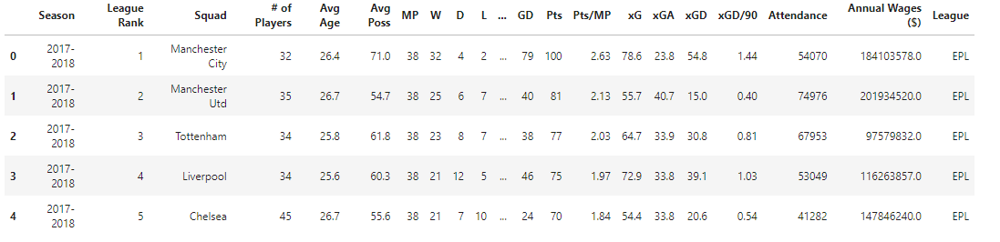 Season League Rank Squad # of Players Avg Age Avg Poss MP W D L ... GD Pts Pts/MP xG xGA xGD xGD/90 Attendance Annual Wages ($) League
0 2017-2018 1 Manchester City 32 26.4 71.0 38 32 4 2 ... 79 100 2.63 78.6 23.8 54.8 1.44 54070 184103578.0 EPL
1 2017-2018 2 Manchester Utd 35 26.7 54.7 38 25 6 7 ... 40 81 2.13 55.7 40.7 15.0 0.40 74976 201934520.0 EPL
2 2017-2018 3 Tottenham 34 25.8 61.8 38 23 8 7 ... 38 77 2.03 64.7 33.9 30.8 0.81 67953 97579832.0 EPL
3 2017-2018 4 Liverpool 34 25.6 60.3 38 21 12 5 ... 46 75 1.97 72.9 33.8 39.1 1.03 53049 116263857.0 EPL
4 2017-2018 5 Chelsea 45 26.7 55.6 38 21 7 10 ... 24 70 1.84 54.4 33.8 20.6 0.54 41282 147846240.0 EPL